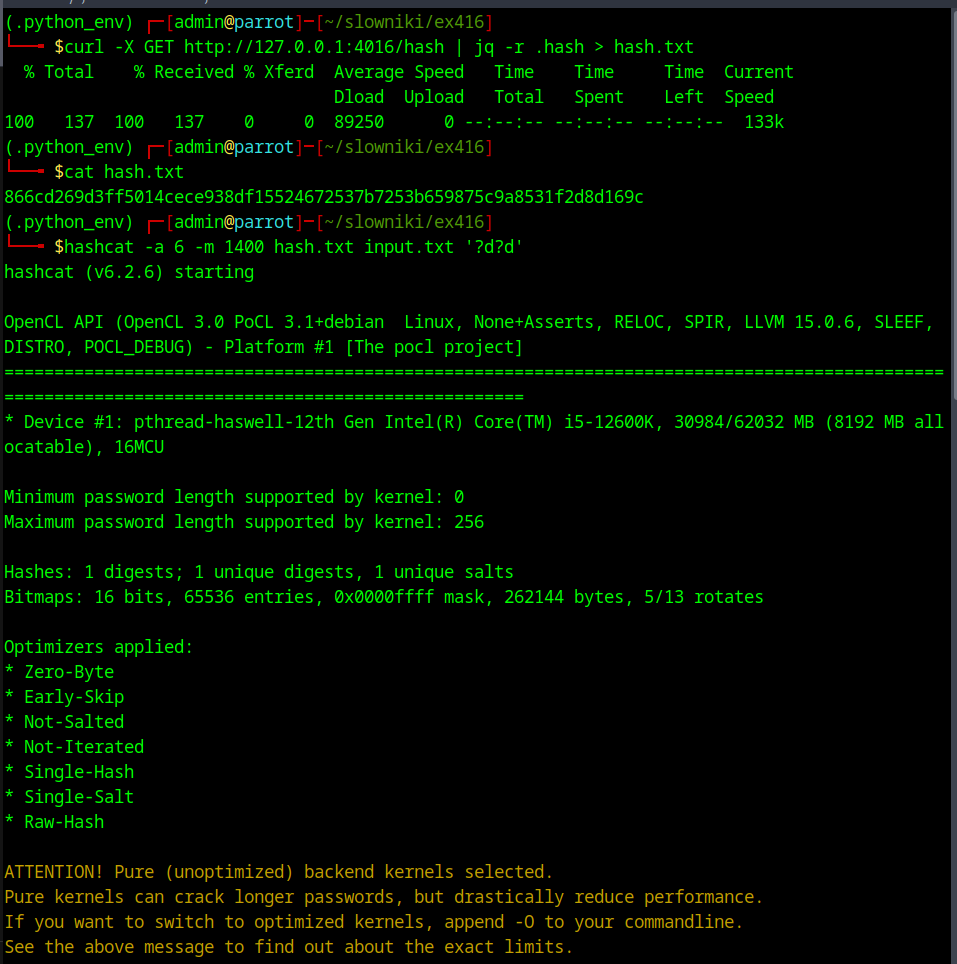 (.python_env) ┌─[admin@parrot]─[~/slowniki/ex416]
└──╼ $curl -X GET http://127.0.0.1:4016/hash | jq -r .hash > hash.txt
  % Total    % Received % Xferd  Average Speed   Time    Time     Time  Current
                                 Dload  Upload   Total   Spent    Left  Speed
100   137  100   137    0     0  89250      0 --:--:-- --:--:-- --:--:--  133k
(.python_env) ┌─[admin@parrot]─[~/slowniki/ex416]
└──╼ $cat hash.txt
866cd269d3ff5014cece938df15524672537b7253b659875c9a8531f2d8d169c
(.python_env) ┌─[admin@parrot]─[~/slowniki/ex416]
└──╼ $hashcat -a 6 -m 1400 hash.txt input.txt '?d?d'
hashcat (v6.2.6) starting

OpenCL API (OpenCL 3.0 PoCL 3.1+debian  Linux, None+Asserts, RELOC, SPIR, LLVM 15.0.6, SLEEF,
DISTRO, POCL_DEBUG) - Platform #1 [The pocl project]
==============================================================================================
====================================================
* Device #1: pthread-haswell-12th Gen Intel(R) Core(TM) i5-12600K, 30984/62032 MB (8192 MB all
ocatable), 16MCU

Minimum password length supported by kernel: 0
Maximum password length supported by kernel: 256

Hashes: 1 digests; 1 unique digests, 1 unique salts
Bitmaps: 16 bits, 65536 entries, 0x0000ffff mask, 262144 bytes, 5/13 rotates

Optimizers applied:
* Zero-Byte
* Early-Skip
* Not-Salted
* Not-Iterated
* Single-Hash
* Single-Salt
* Raw-Hash

ATTENTION! Pure (unoptimized) backend kernels selected.
Pure kernels can crack longer passwords, but drastically reduce performance.
If you want to switch to optimized kernels, append -O to your commandline.
See the above message to find out about the exact limits.